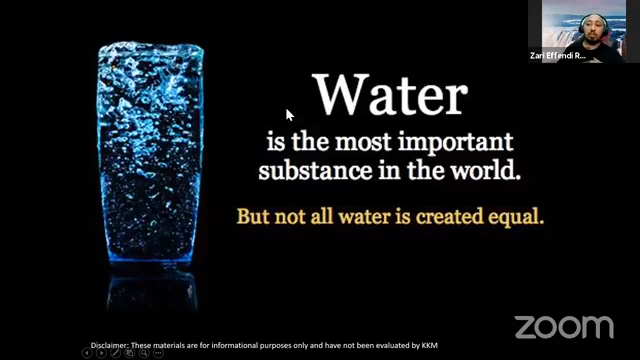 Zari Effendi R...
Water
is the most important
substance in the world.
But not all water is created equal.
zoom
Disclaimer: These materials are for informational purposes only and have not been evaluated by KKM